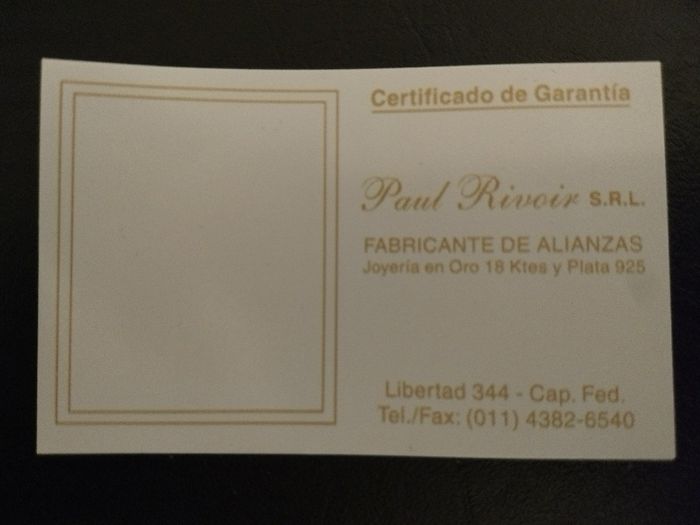 Certificado de Garantía
Paul Rivoir S.R.L.
FABRICANTE DE ALIANZAS
Joyería en Oro 18 Ktes y Plata 925
Libertad 344 - Cap. Fed.
Tel./Fax: (011) 4382-6540